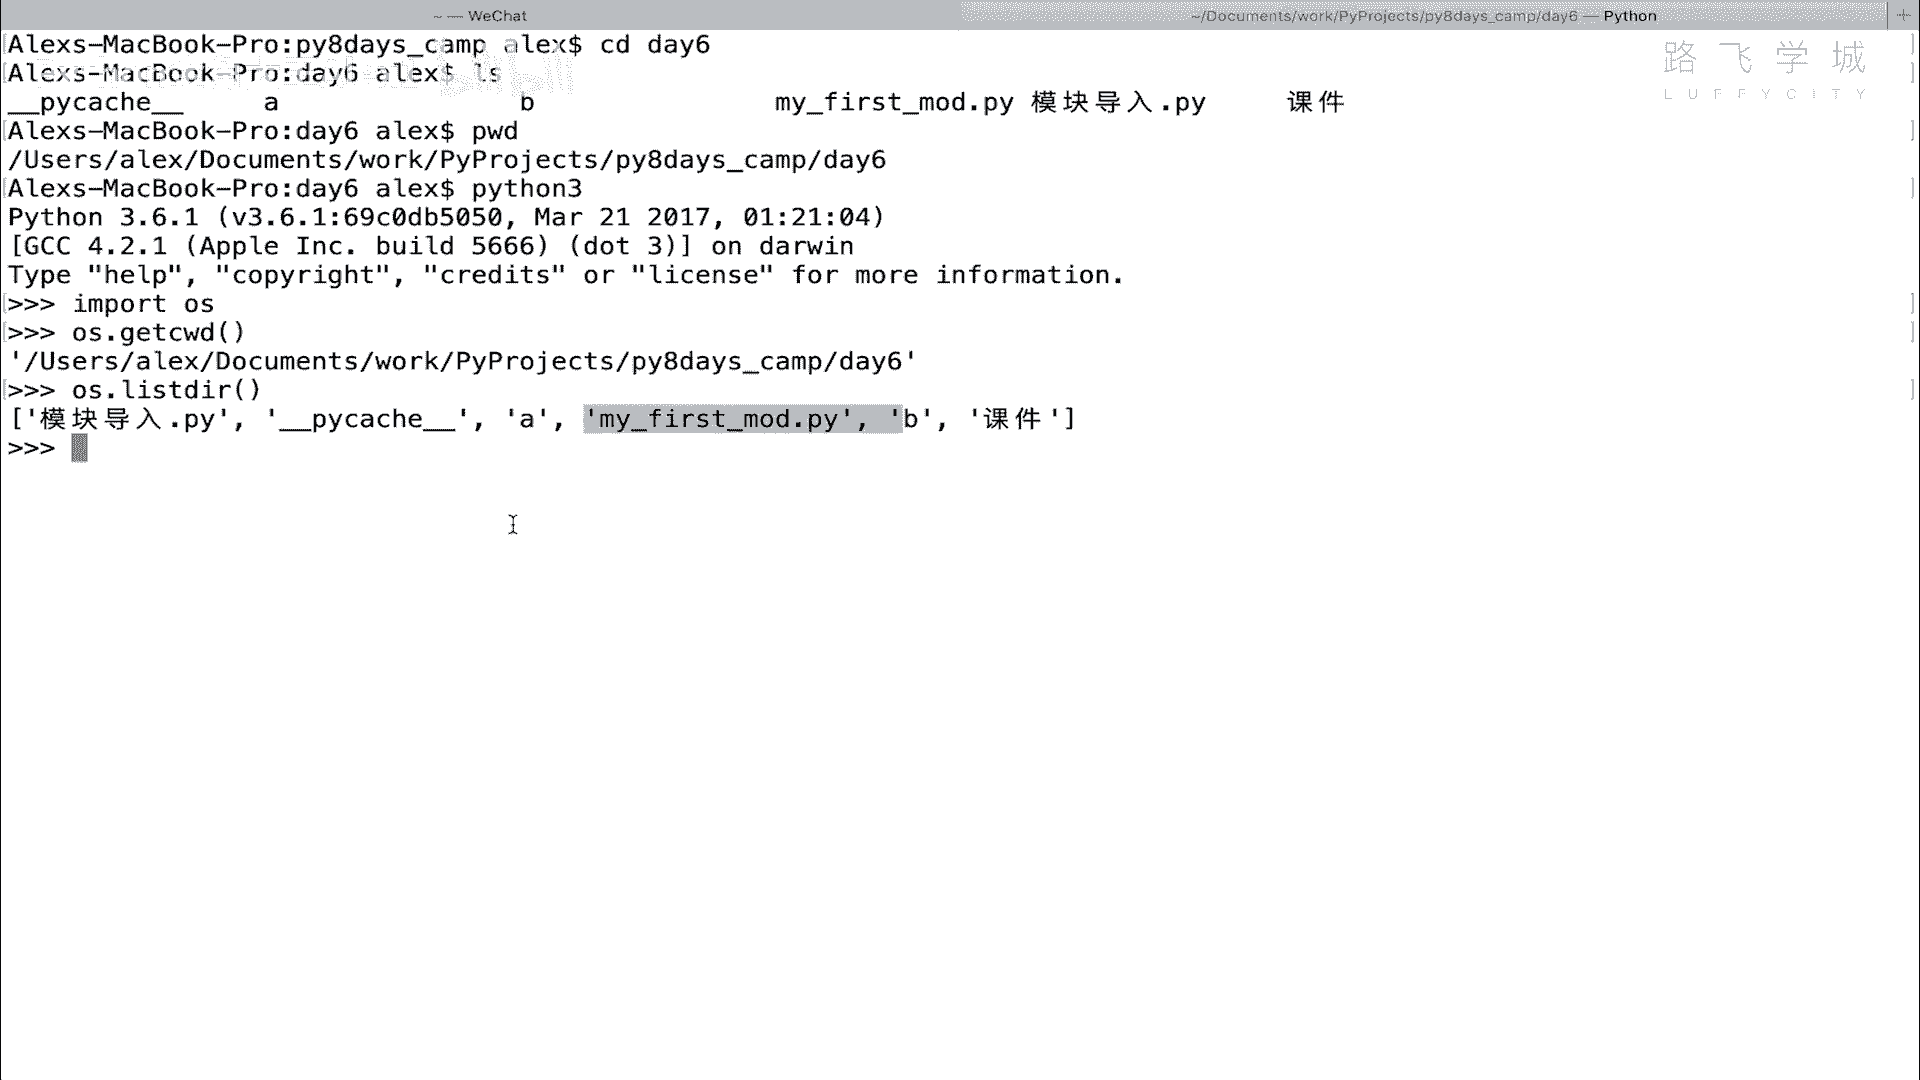 ~ — WeChat
~/Documents/work/PyProjects/py8days_camp/day6 — Python
路飞学城
LUFFYCITY
Alexs-MacBook-Pro:py8days_camp alex$ cd day6
Alexs-MacBook-Pro:day6 alex$ ls
__pycache__ a b my_first_mod.py 模块导入.py 课件
Alexs-MacBook-Pro:day6 alex$ pwd
/Users/alex/Documents/work/PyProjects/py8days_camp/day6
Alexs-MacBook-Pro:day6 alex$ python3
Python 3.6.1 (v3.6.1:69c0db5050, Mar 21 2017, 01:21:04)
[GCC 4.2.1 (Apple Inc. build 5666) (dot 3)] on darwin
Type "help", "copyright", "credits" or "license" for more information.
>>> import os
>>> os.getcwd()
'/Users/alex/Documents/work/PyProjects/py8days_camp/day6'
>>> os.listdir()
['模块导入.py', '__pycache__', 'a', 'my_first_mod.py', 'b', '课件']
>>>